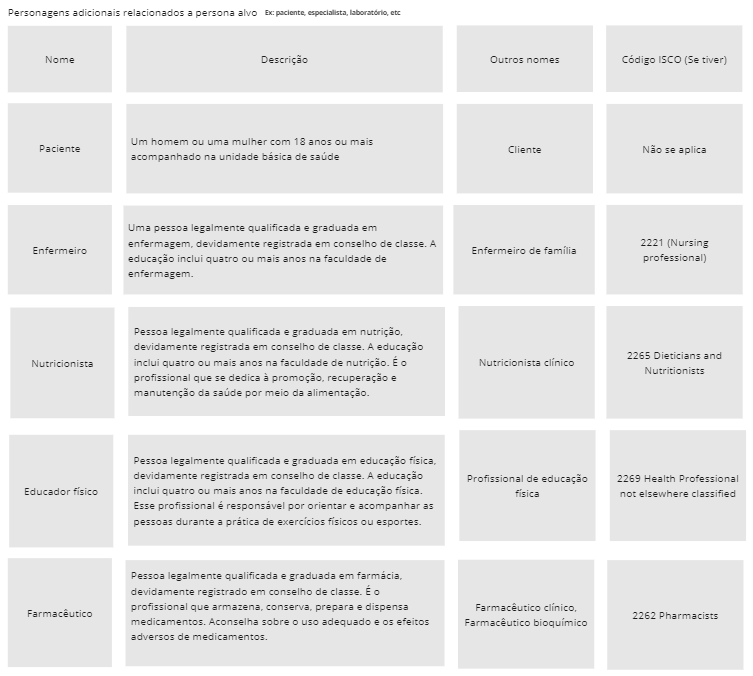 Personagens adicionais relacionados a persona alvo Ex: paciente, especialista, laboratório, etc
Nome
Descrição
Outros nomes
Código ISCO (Se tiver)
Paciente
Um homem ou uma mulher com 18 anos ou mais
acompanhado na unidade básica de saúde
Cliente
Não se aplica
Enfermeiro
Uma pessoa legalmente qualificada e graduada em
enfermagem, devidamente registrada em conselho de classe. A
educação inclui quatro ou mais anos na faculdade de
enfermagem.
Enfermeiro de família
2221 (Nursing
professional)
Nutricionista
Pessoa legalmente qualificada e graduada em nutrição,
devidamente registrada em conselho de classe. A educação
inclui quatro ou mais anos na faculdade de nutrição. É o
profissional que se dedica à promoção, recuperação e
manutenção da saúde por meio da alimentação.
Nutricionista clínico
2265 Dieticians and
Nutritionists
Educador físico
Pessoa legalmente qualificada e graduada em educação física,
devidamente registrada em conselho de classe. A educação
inclui quatro ou mais anos na faculdade de educação física.
Esse profissional é responsável por orientar e acompanhar as
pessoas durante a prática de exercícios físicos ou esportes.
Profissional de educação
física
2269 Health Professional
not elsewhere classified
Farmacêutico
Pessoa legalmente qualificada e graduada em farmácia,
devidamente registrado em conselho de classe. É o
profissional que armazena, conserva, prepara e dispensa
medicamentos. Aconselha sobre o uso adequado e os efeitos
adversos de medicamentos.
Farmacêutico clínico,
Farmacêutico bioquímico
2262 Pharmacists